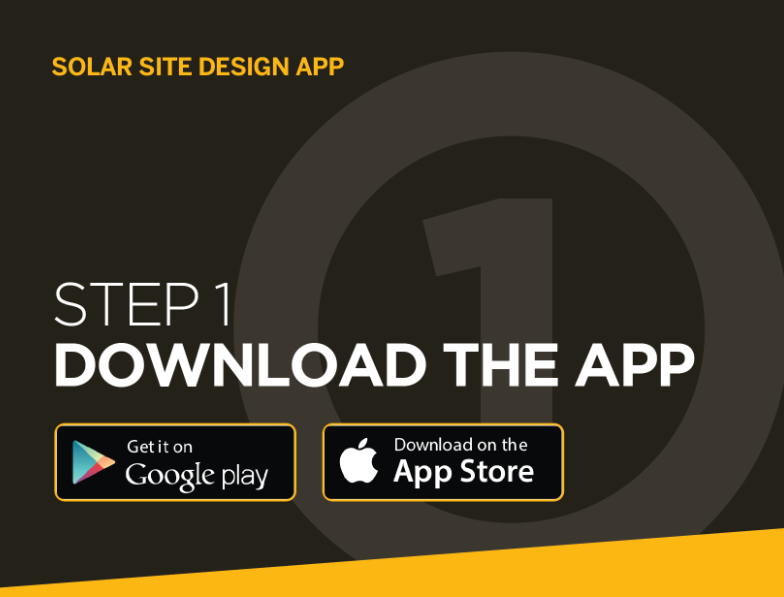 SOLAR SITE DESIGN APP
1
STEP 1
DOWNLOAD THE APP
Get it on
Google play
Download on the
App Store